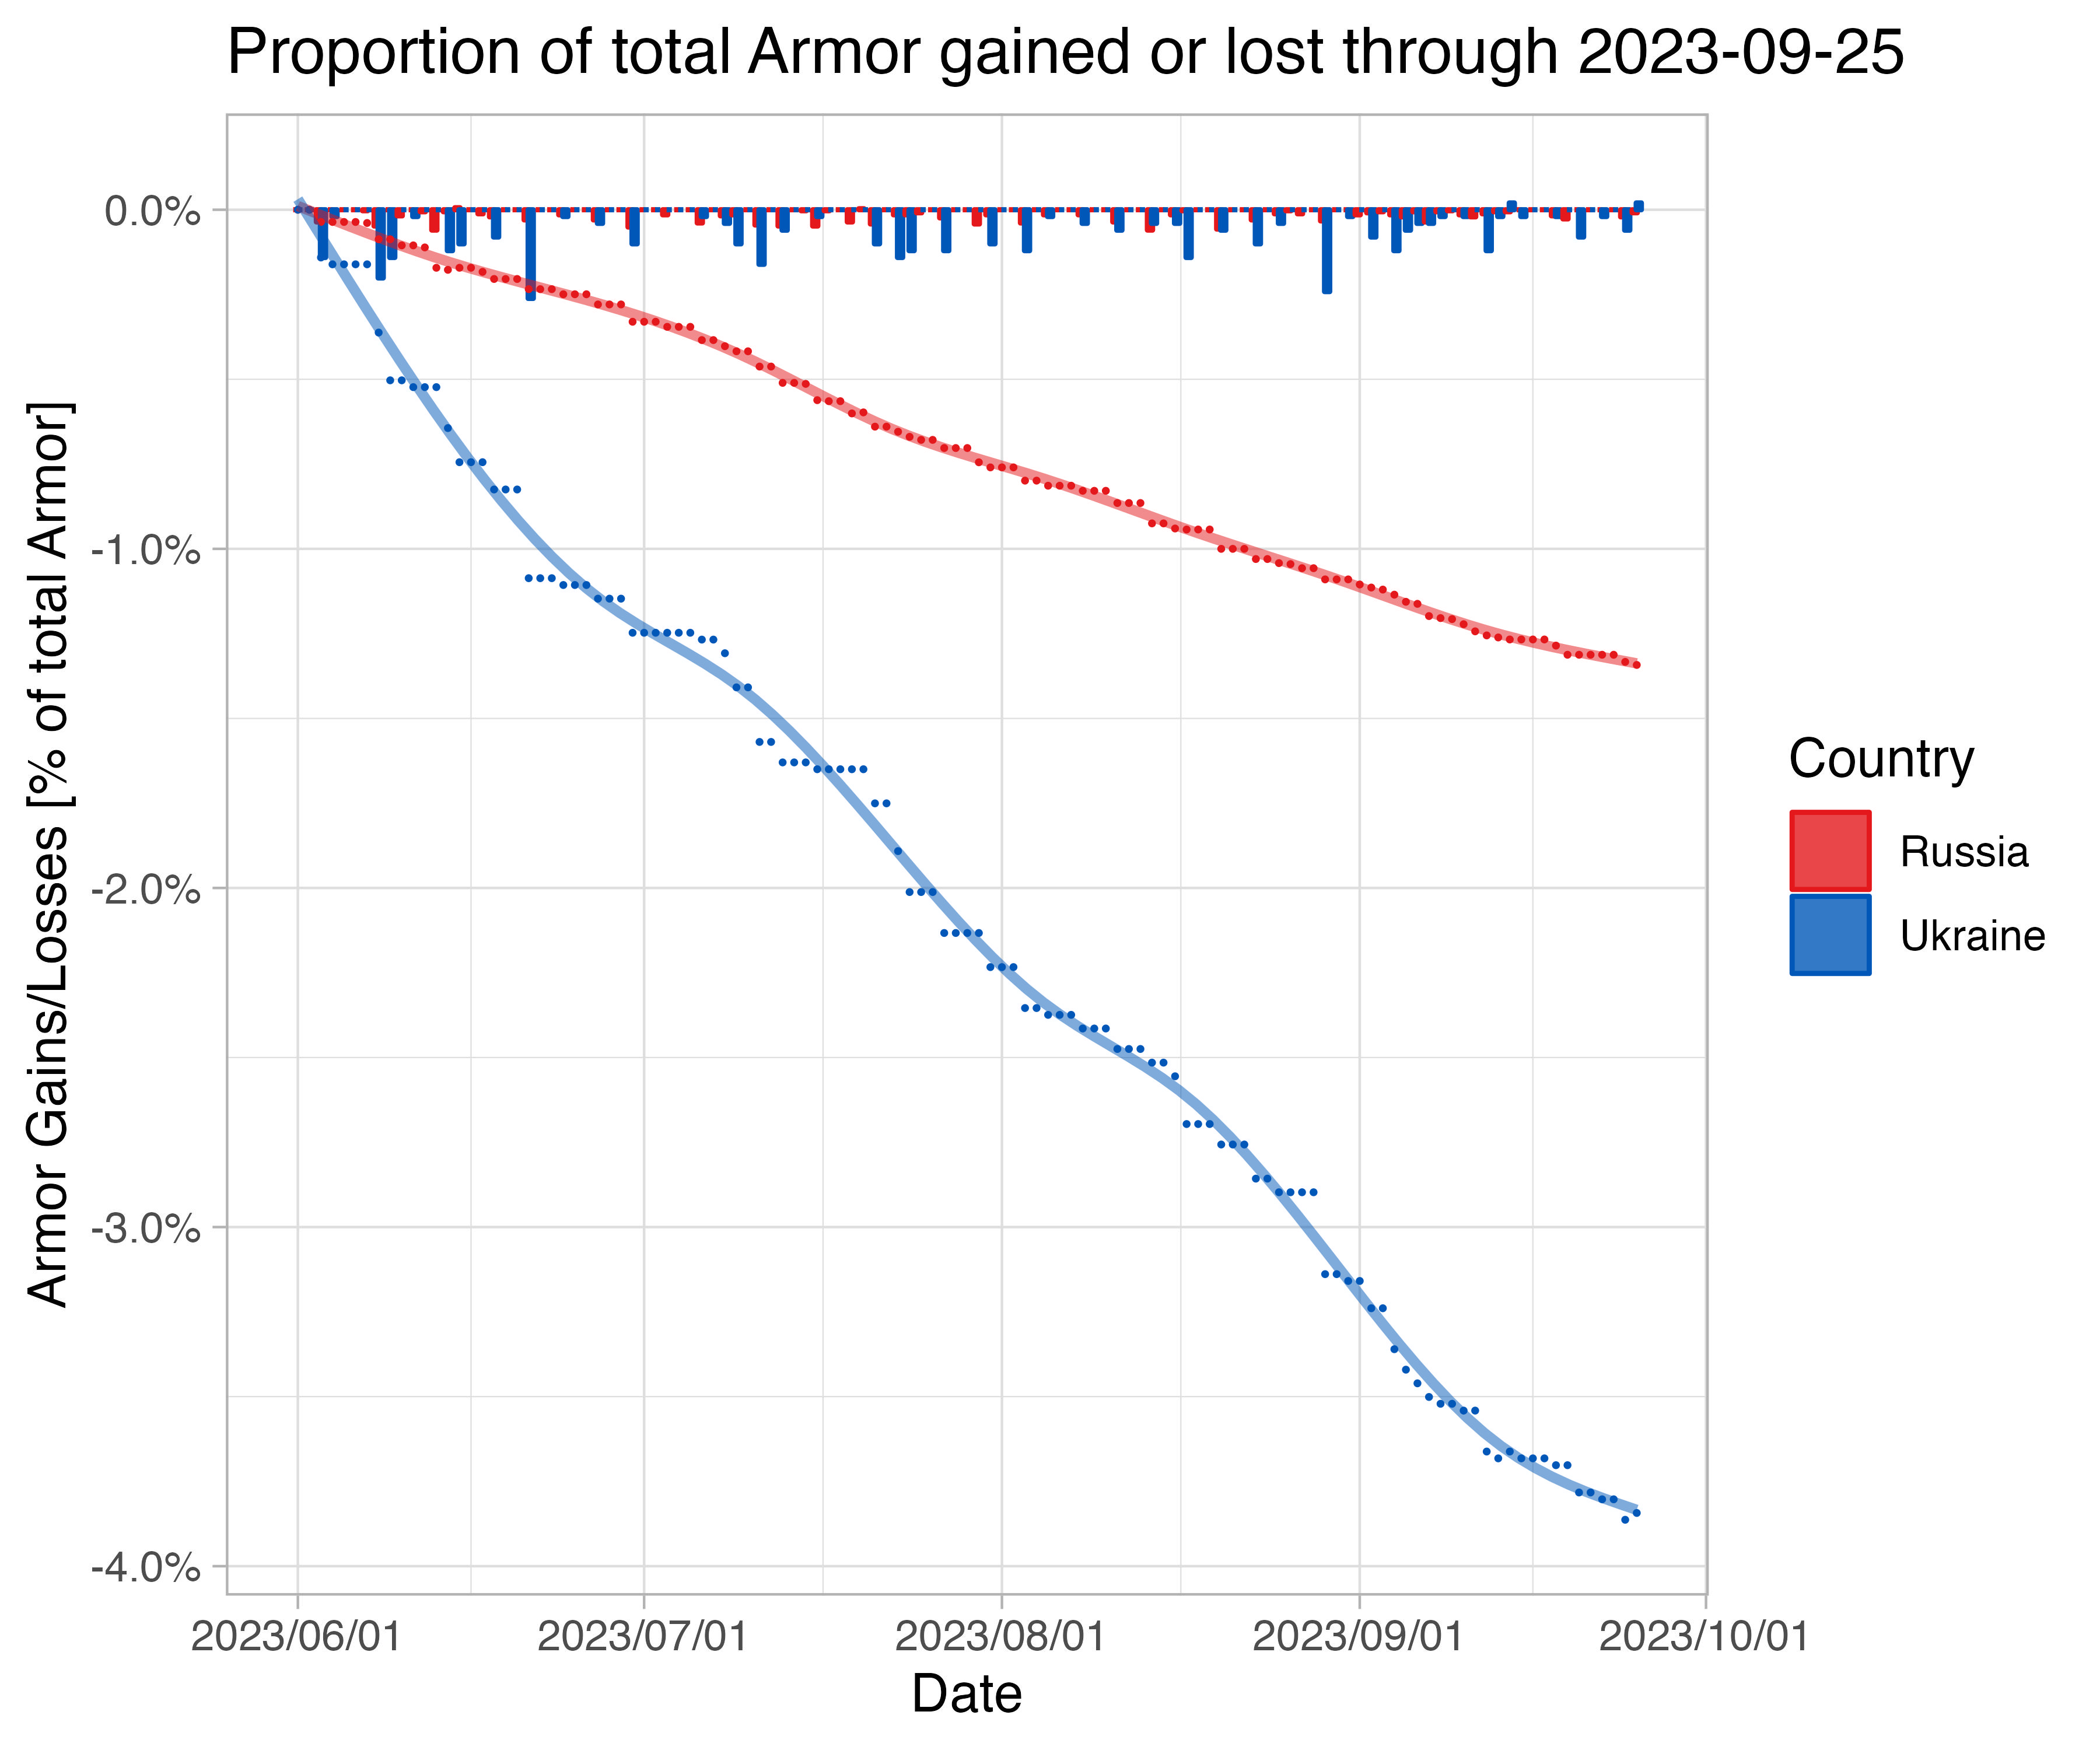 Proportion of total Armor gained or lost through 2023-09-25
Armor Gains/Losses [% of total Armor]
0.0%
-1.0%
-2.0%
-3.0%
-4.0%
2023/06/01
2023/07/01
2023/08/01
2023/09/01
2023/10/01
Date
Country
Russia
Ukraine